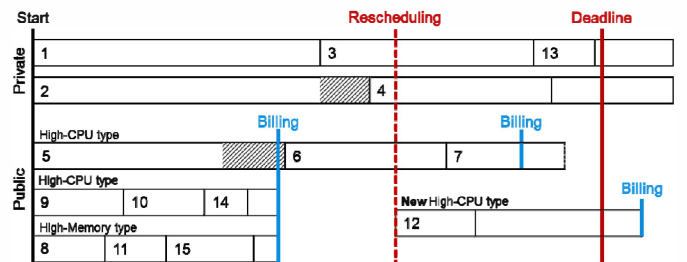 Start Rescheduling Deadline
Private
1 3 13
2 4
Billing Billing
High-CPU type
5 6 7
Public
High-CPU type
Billing
9 10 14
New High-CPU type
12
High-Memory type
8 11 15